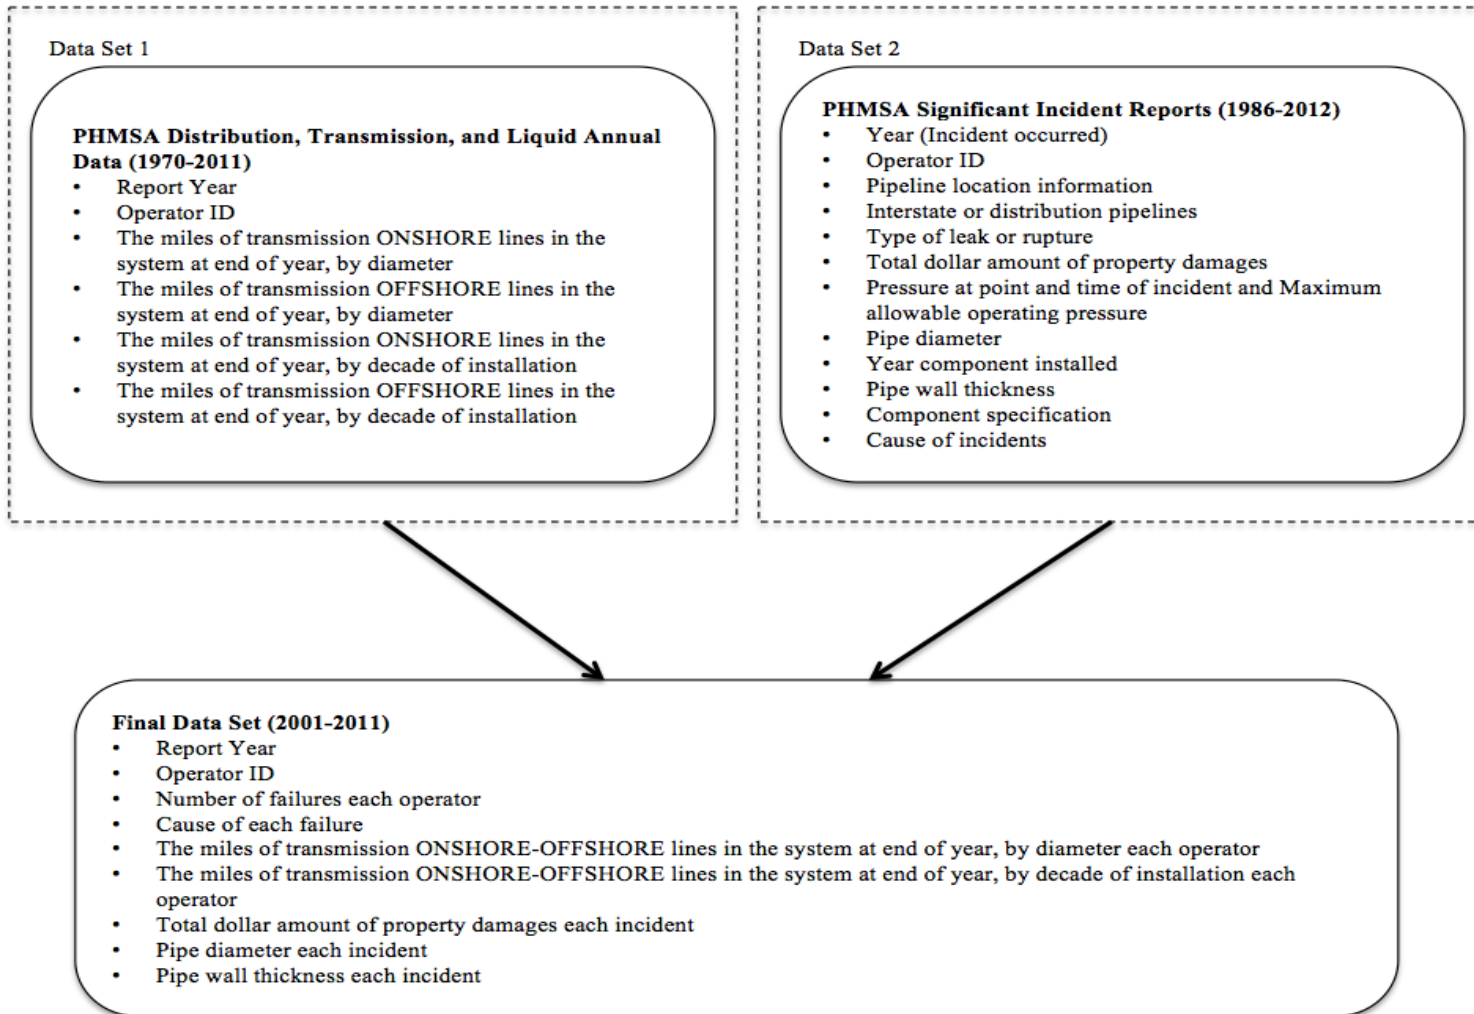 Data Set 1
PHMSA Distribution, Transmission, and Liquid Annual
Data (1970-2011)
• Report Year
• Operator ID
• The miles of transmission ONSHORE lines in the
system at end of year, by diameter
• The miles of transmission OFFSHORE lines in the
system at end of year, by diameter
• The miles of transmission ONSHORE lines in the
system at end of year, by decade of installation
• The miles of transmission OFFSHORE lines in the
system at end of year, by decade of installation
Data Set 2
PHMSA Significant Incident Reports (1986-2012)
• Year (Incident occurred)
• Operator ID
• Pipeline location information
• Interstate or distribution pipelines
• Type of leak or rupture
• Total dollar amount of property damages
• Pressure at point and time of incident and Maximum
allowable operating pressure
• Pipe diameter
• Year component installed
• Pipe wall thickness
• Component specification
• Cause of incidents
Final Data Set (2001-2011)
• Report Year
• Operator ID
• Number of failures each operator
• Cause of each failure
• The miles of transmission ONSHORE-OFFSHORE lines in the system at end of year, by diameter each operator
• The miles of transmission ONSHORE-OFFSHORE lines in the system at end of year, by decade of installation each
operator
• Total dollar amount of property damages each incident
• Pipe diameter each incident
• Pipe wall thickness each incident